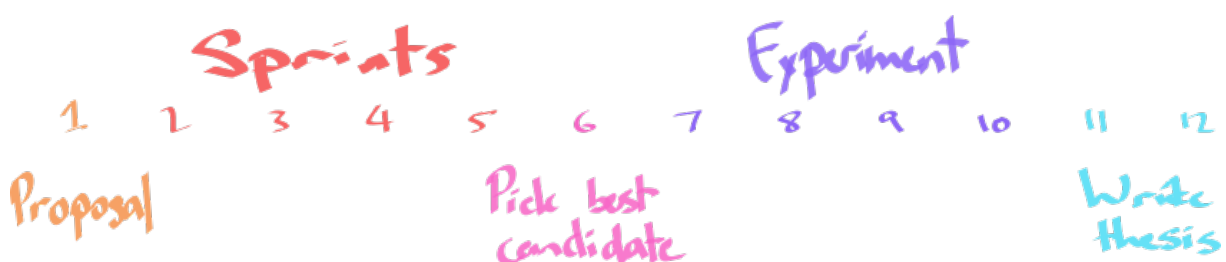 Sprints Experiment
1 2 3 4 5 6 7 8 9 10 11 12
Proposal
Pick best
candidate
Write
thesis